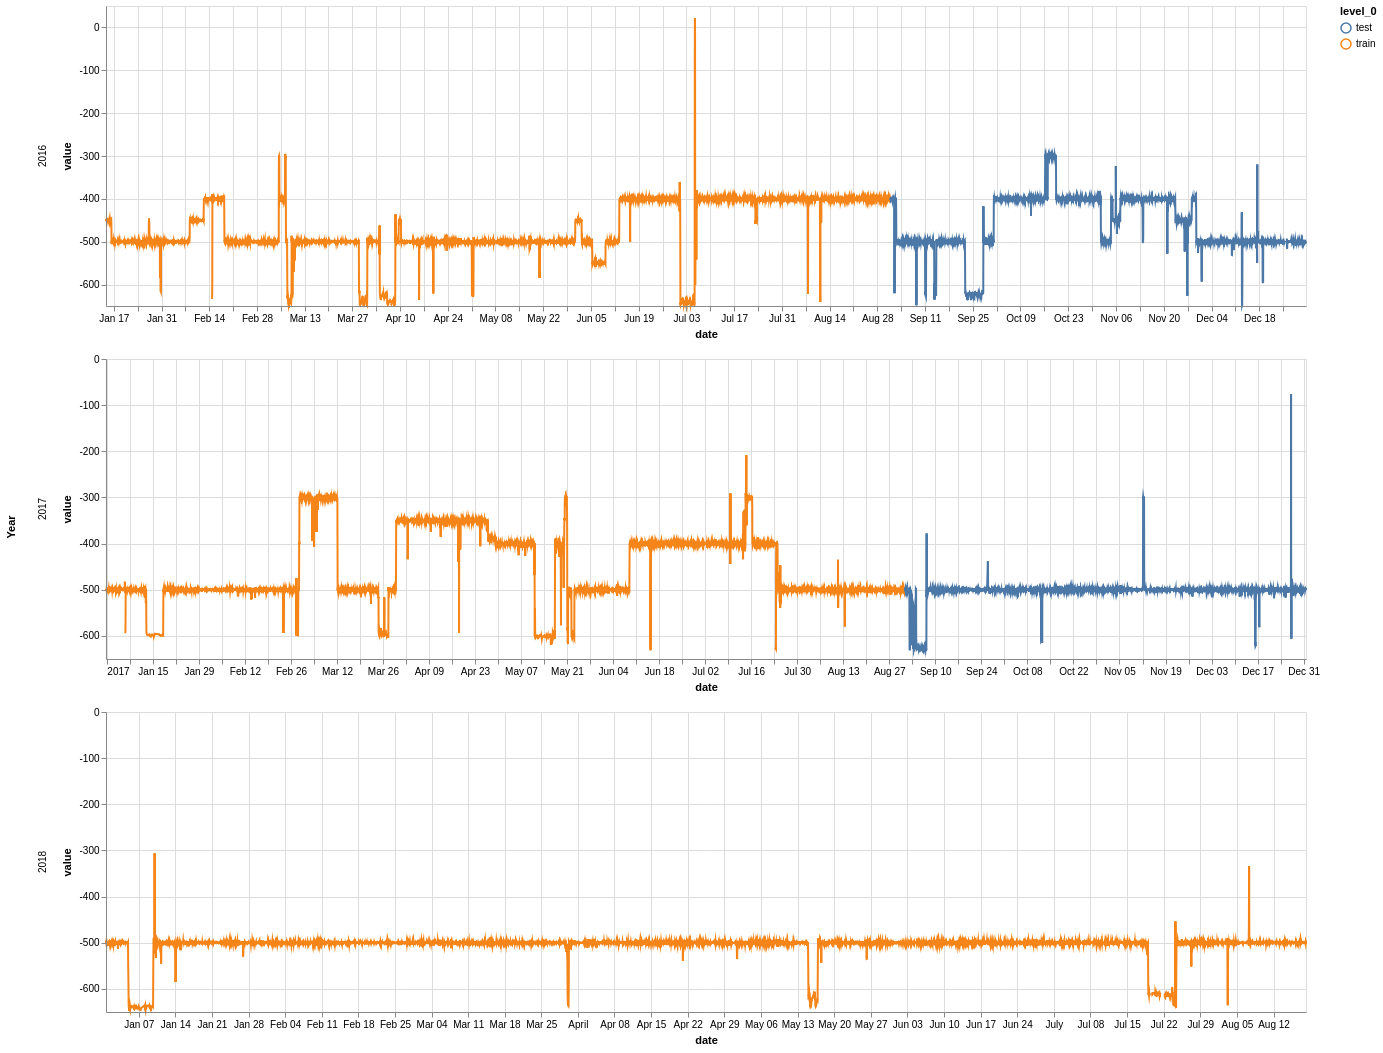 level_0
test
train
Year
2016
value
0
-100
-200
-300
-400
-500
-600
Jan 17 Jan 31 Feb 14 Feb 28 Mar 13 Mar 27 Apr 10 Apr 24 May 08 May 22 Jun 05 Jun 19 Jul 03 Jul 17 Jul 31 Aug 14 Aug 28 Sep 11 Sep 25 Oct 09 Oct 23 Nov 06 Nov 20 Dec 04 Dec 18
date
2017
value
0
-100
-200
-300
-400
-500
-600
2017 Jan 15 Jan 29 Feb 12 Feb 26 Mar 12 Mar 26 Apr 09 Apr 23 May 07 May 21 Jun 04 Jun 18 Jul 02 Jul 16 Jul 30 Aug 13 Aug 27 Sep 10 Sep 24 Oct 08 Oct 22 Nov 05 Nov 19 Dec 03 Dec 17 Dec 31
date
2018
value
0
-100
-200
-300
-400
-500
-600
Jan 07 Jan 14 Jan 21 Jan 28 Feb 04 Feb 11 Feb 18 Feb 25 Mar 04 Mar 11 Mar 18 Mar 25 April Apr 08 Apr 15 Apr 22 Apr 29 May 06 May 13 May 20 May 27 Jun 03 Jun 10 Jun 17 Jun 24 July Jul 08 Jul 15 Jul 22 Jul 29 Aug 05 Aug 12
date